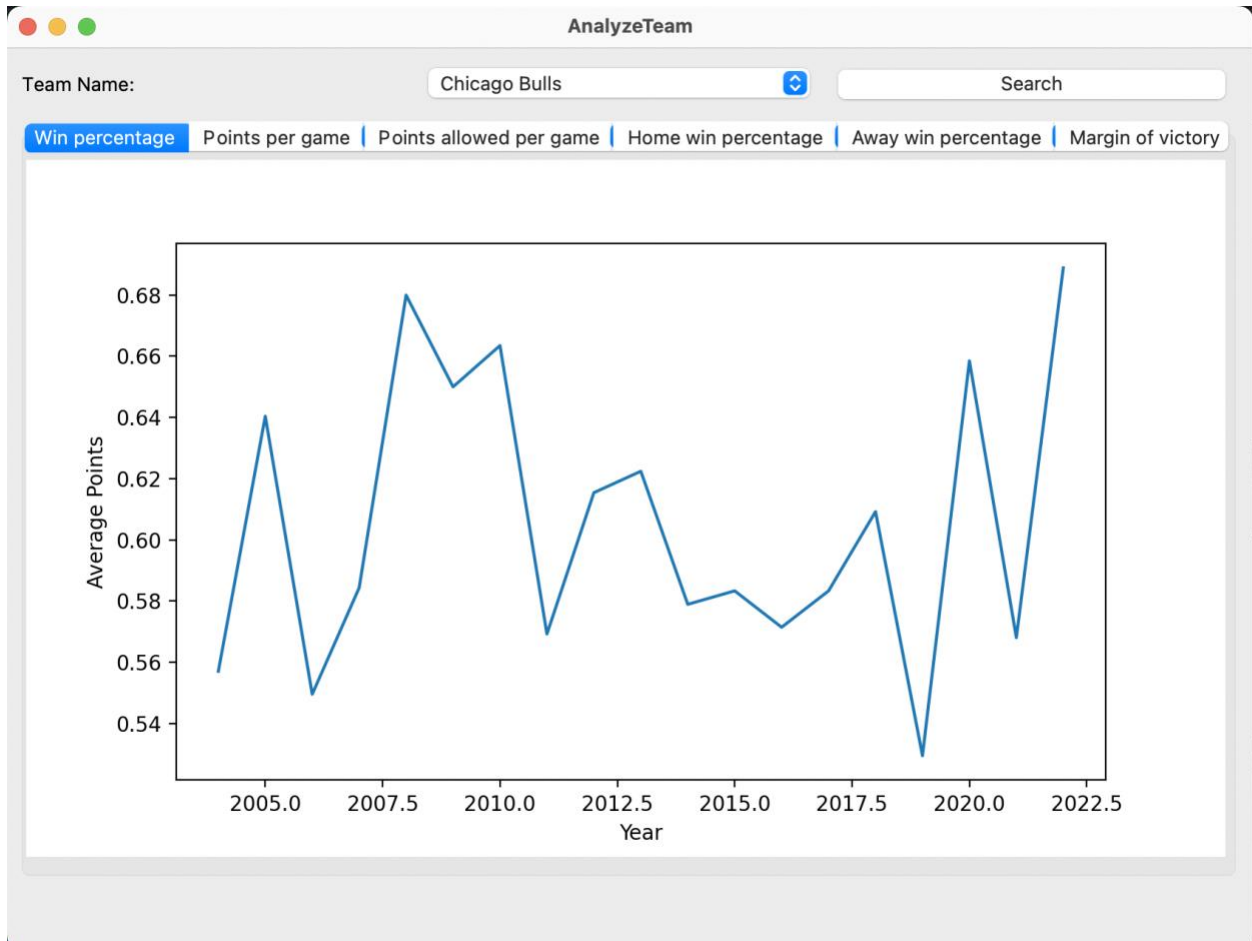 AnalyzeTeam
Team Name:
Chicago Bulls
Search
Win percentage
Points per game
Points allowed per game
Home win percentage
Away win percentage
Margin of victory
0.68
0.66
0.64
0.62
0.60
0.58
0.56
0.54
Average Points
2005.0 2007.5 2010.0 2012.5 2015.0 2017.5 2020.0 2022.5
Year